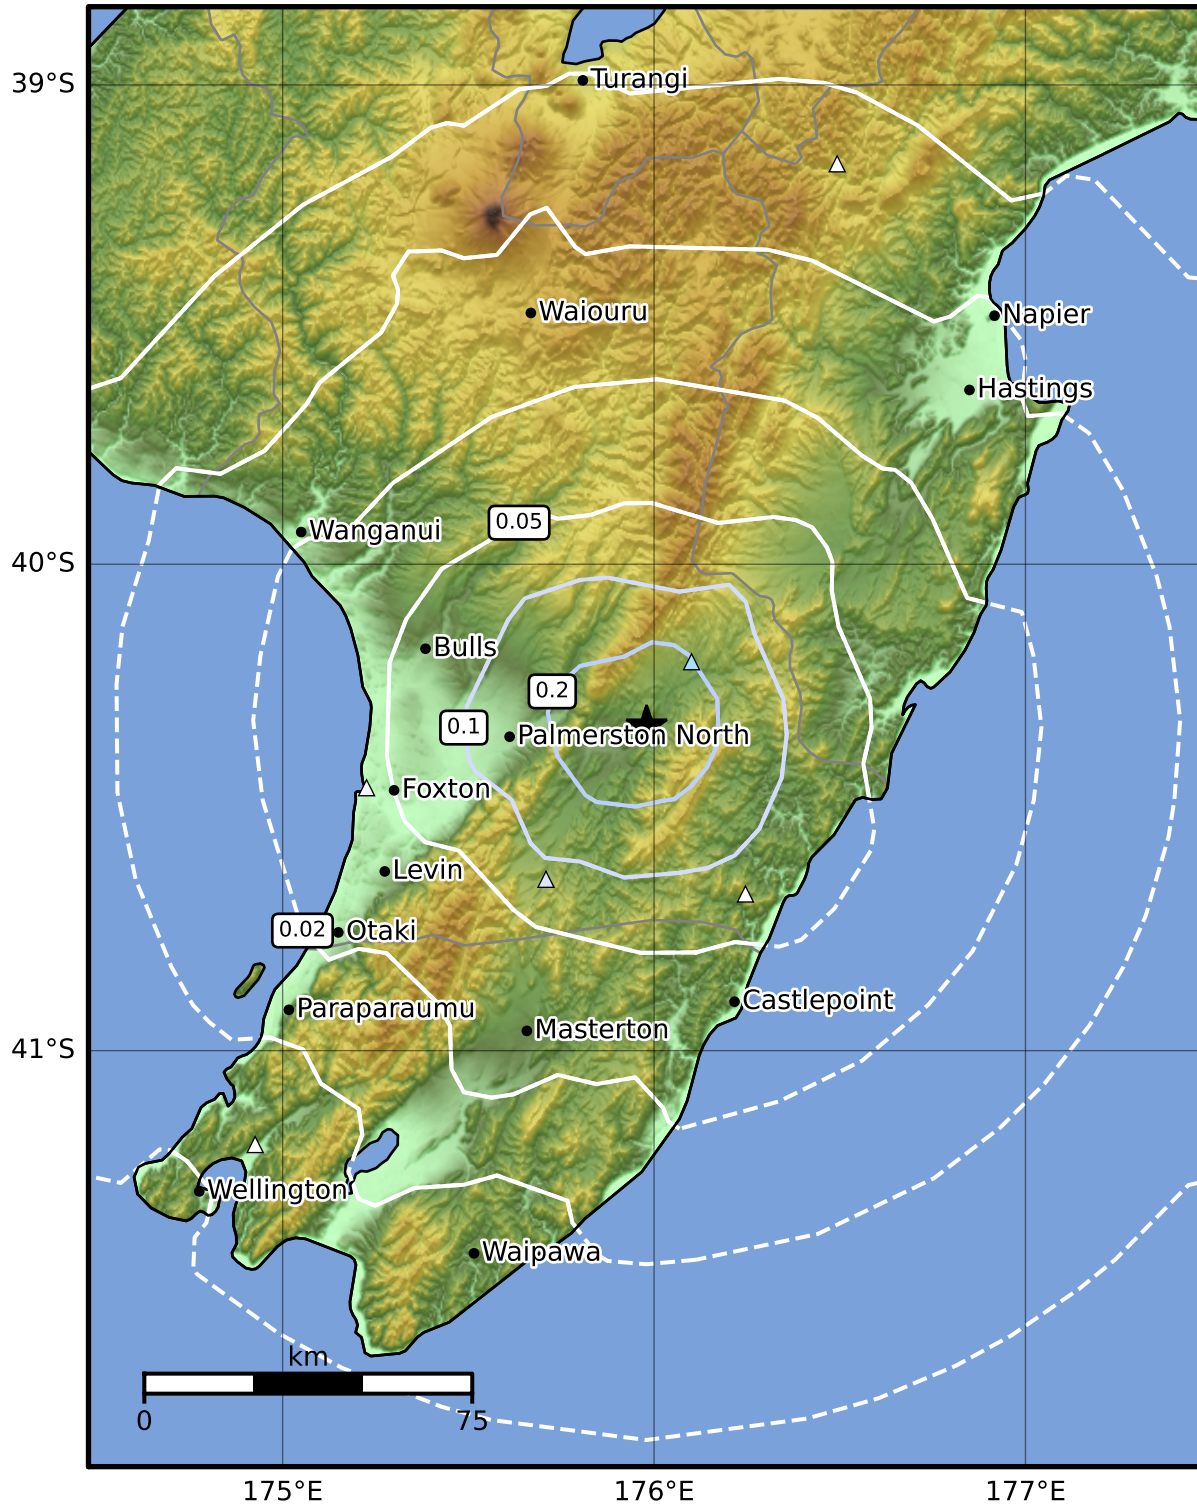 39°S
Turangi
Waiouru
Napier
Hastings
0.05
Wanganui
40°S
Bulls
0.2
0.1
Palmerston North
Foxton
Levin
0.02
Otaki
Paraparaumu
Castlepoint
Masterton
41°S
Wellington
Waipawa
km
0
75
175°E
176°E
177°E